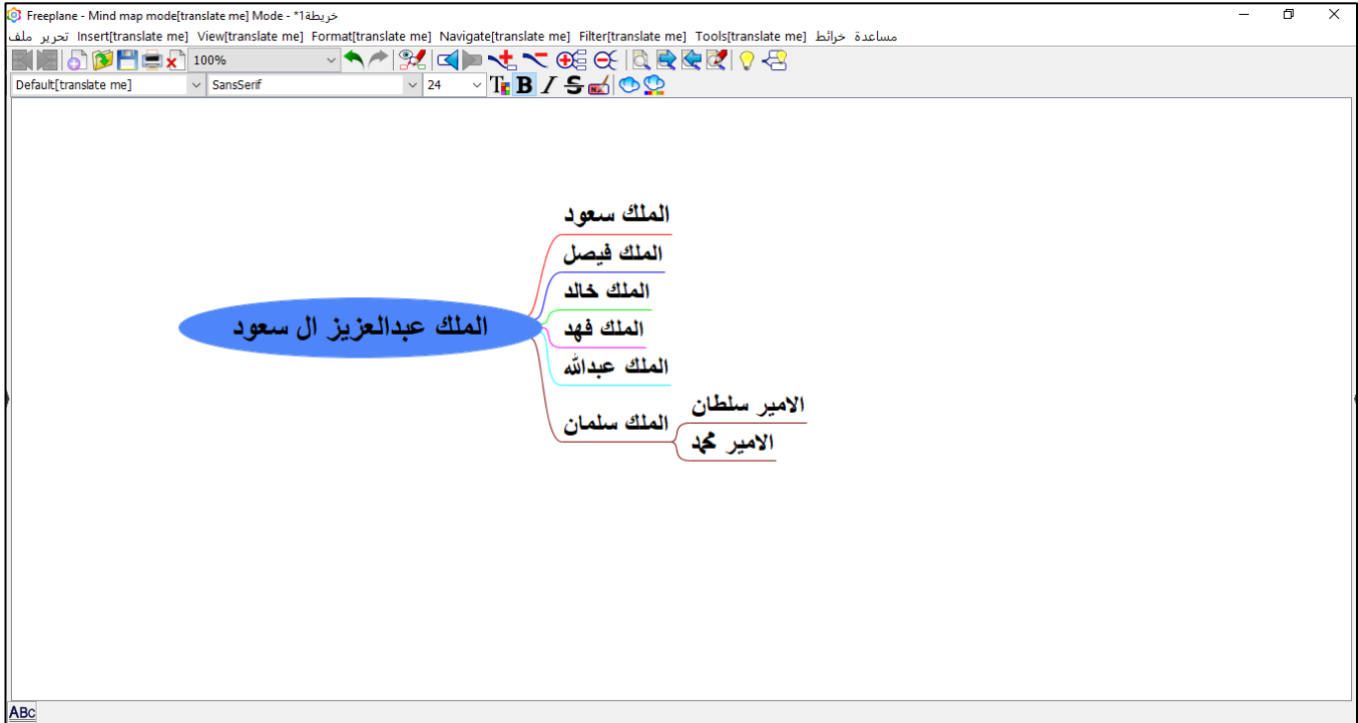 Freeplane - Mind map mode[translate me] Mode - *خريطة1
ملف تحرير Insert[translate me] View[translate me] Format[translate me] Navigate[translate me] Filter[translate me] Tools[translate me] خرائط مساعدة
100%
Default[translate me] SansSerif 24 T B I S
الملك سعود
الملك فيصل
الملك خالد
الملك عبدالعزيز ال سعود
الملك فهد
الملك عبدالله
الملك سلمان
الامير سلطان
الامير محمد
ABC